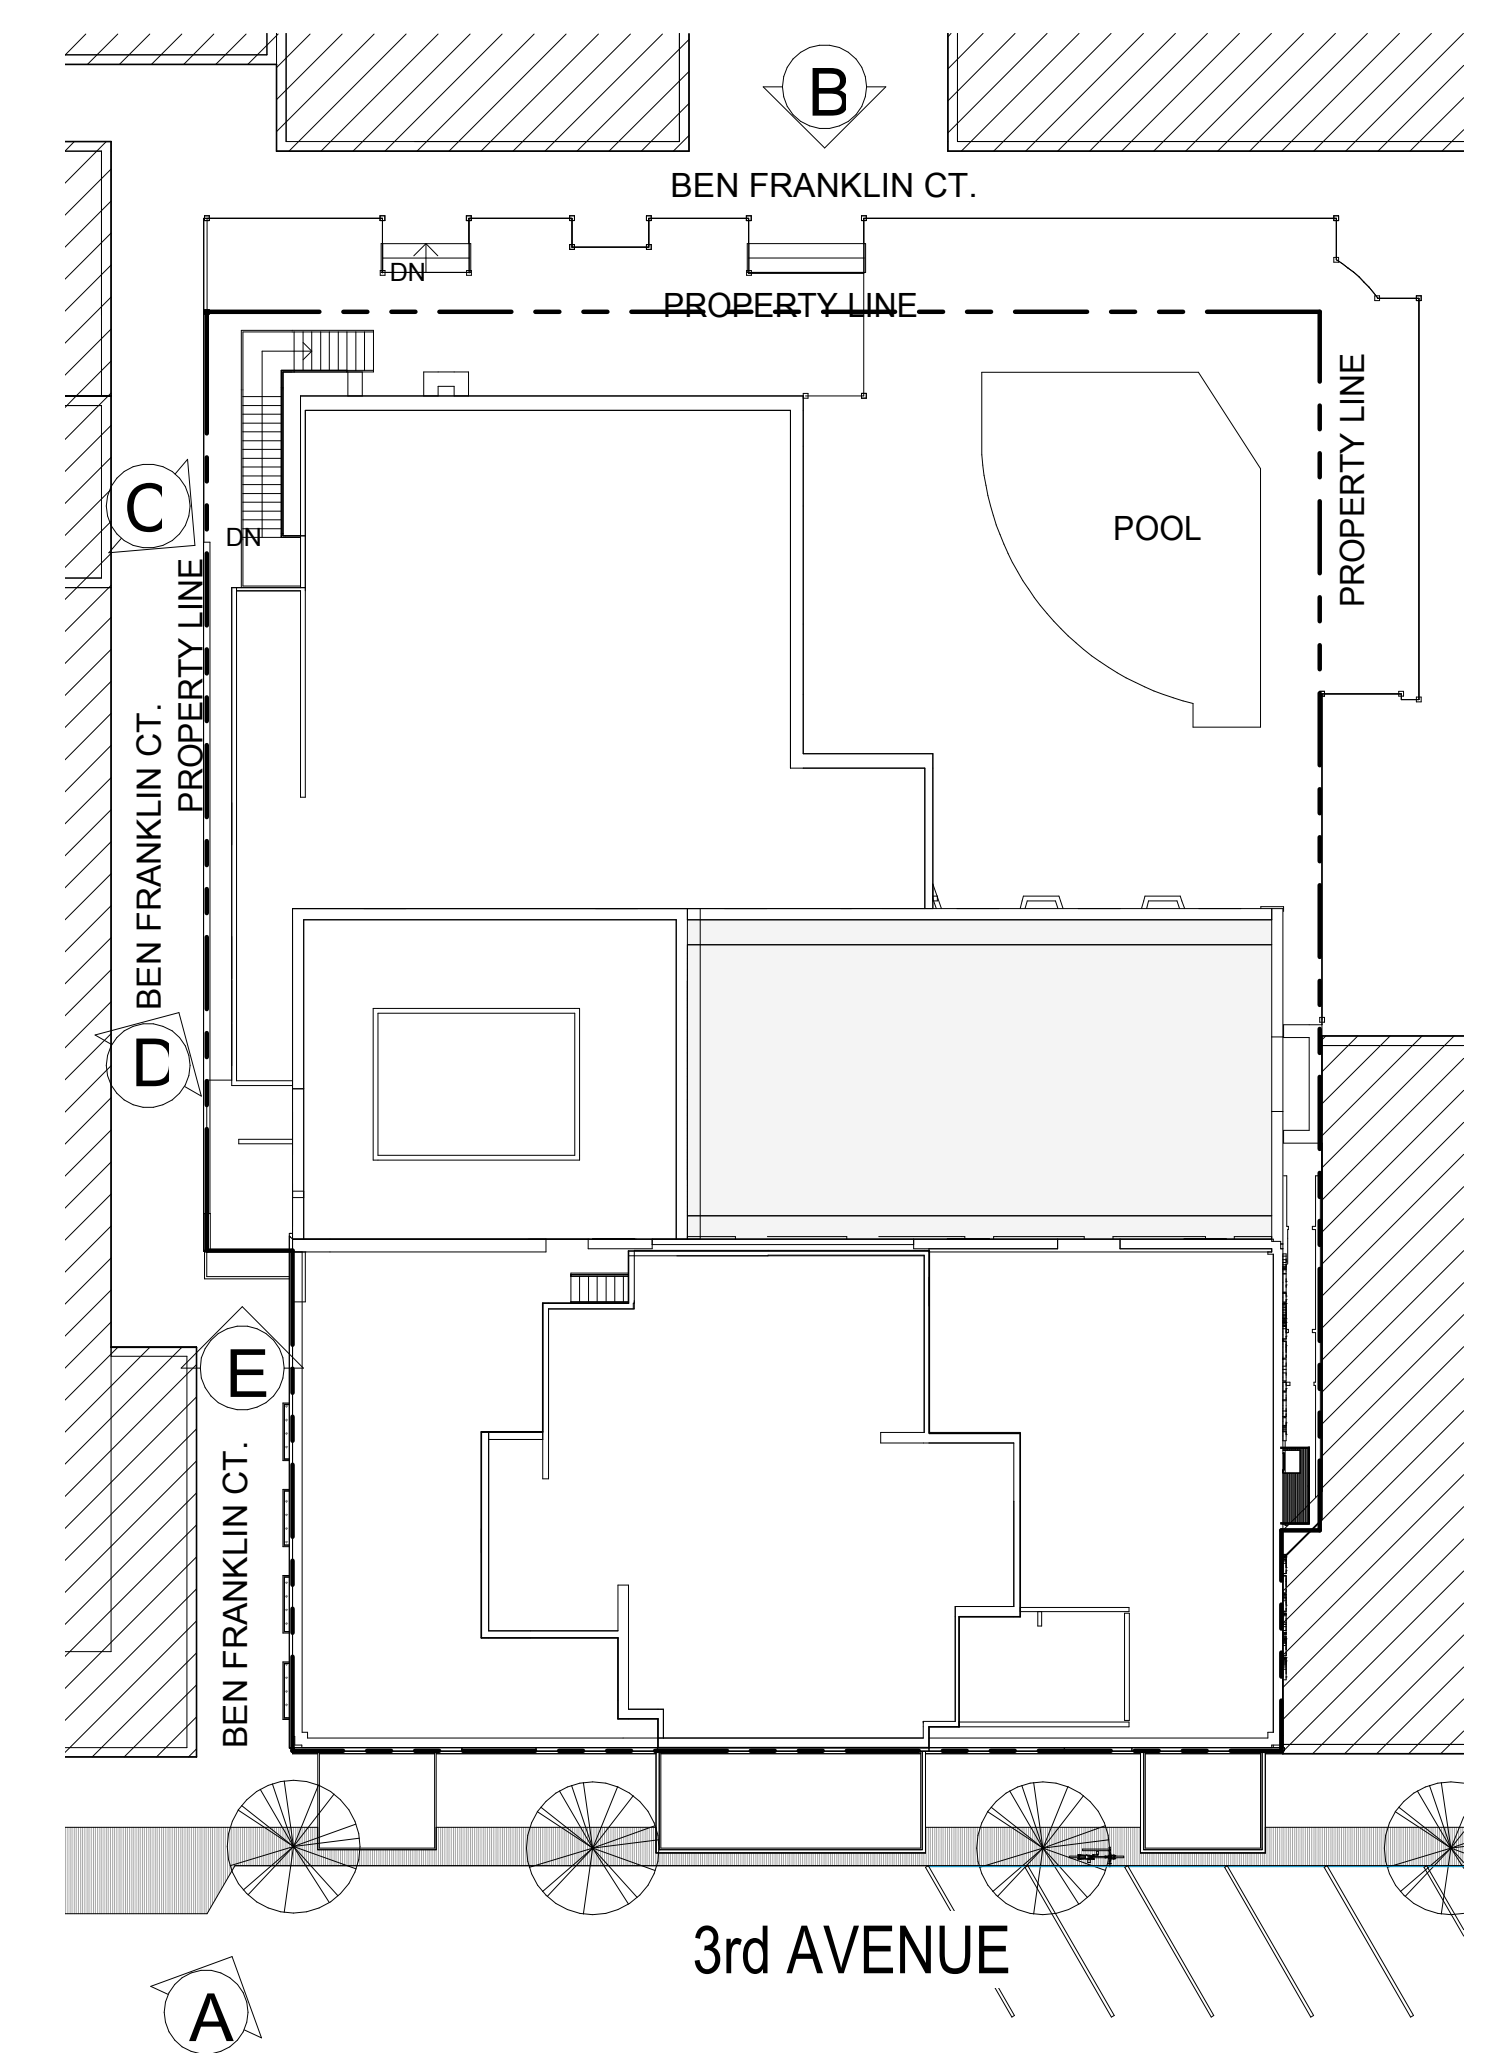 B
BEN FRANKLIN CT.
DN
PROPERTY LINE
PROPERTY LINE
C
POOL
DN
PROPERTY LINE
BEN FRANKLIN CT.
D
E
BEN FRANKLIN CT.
3rd AVENUE
A